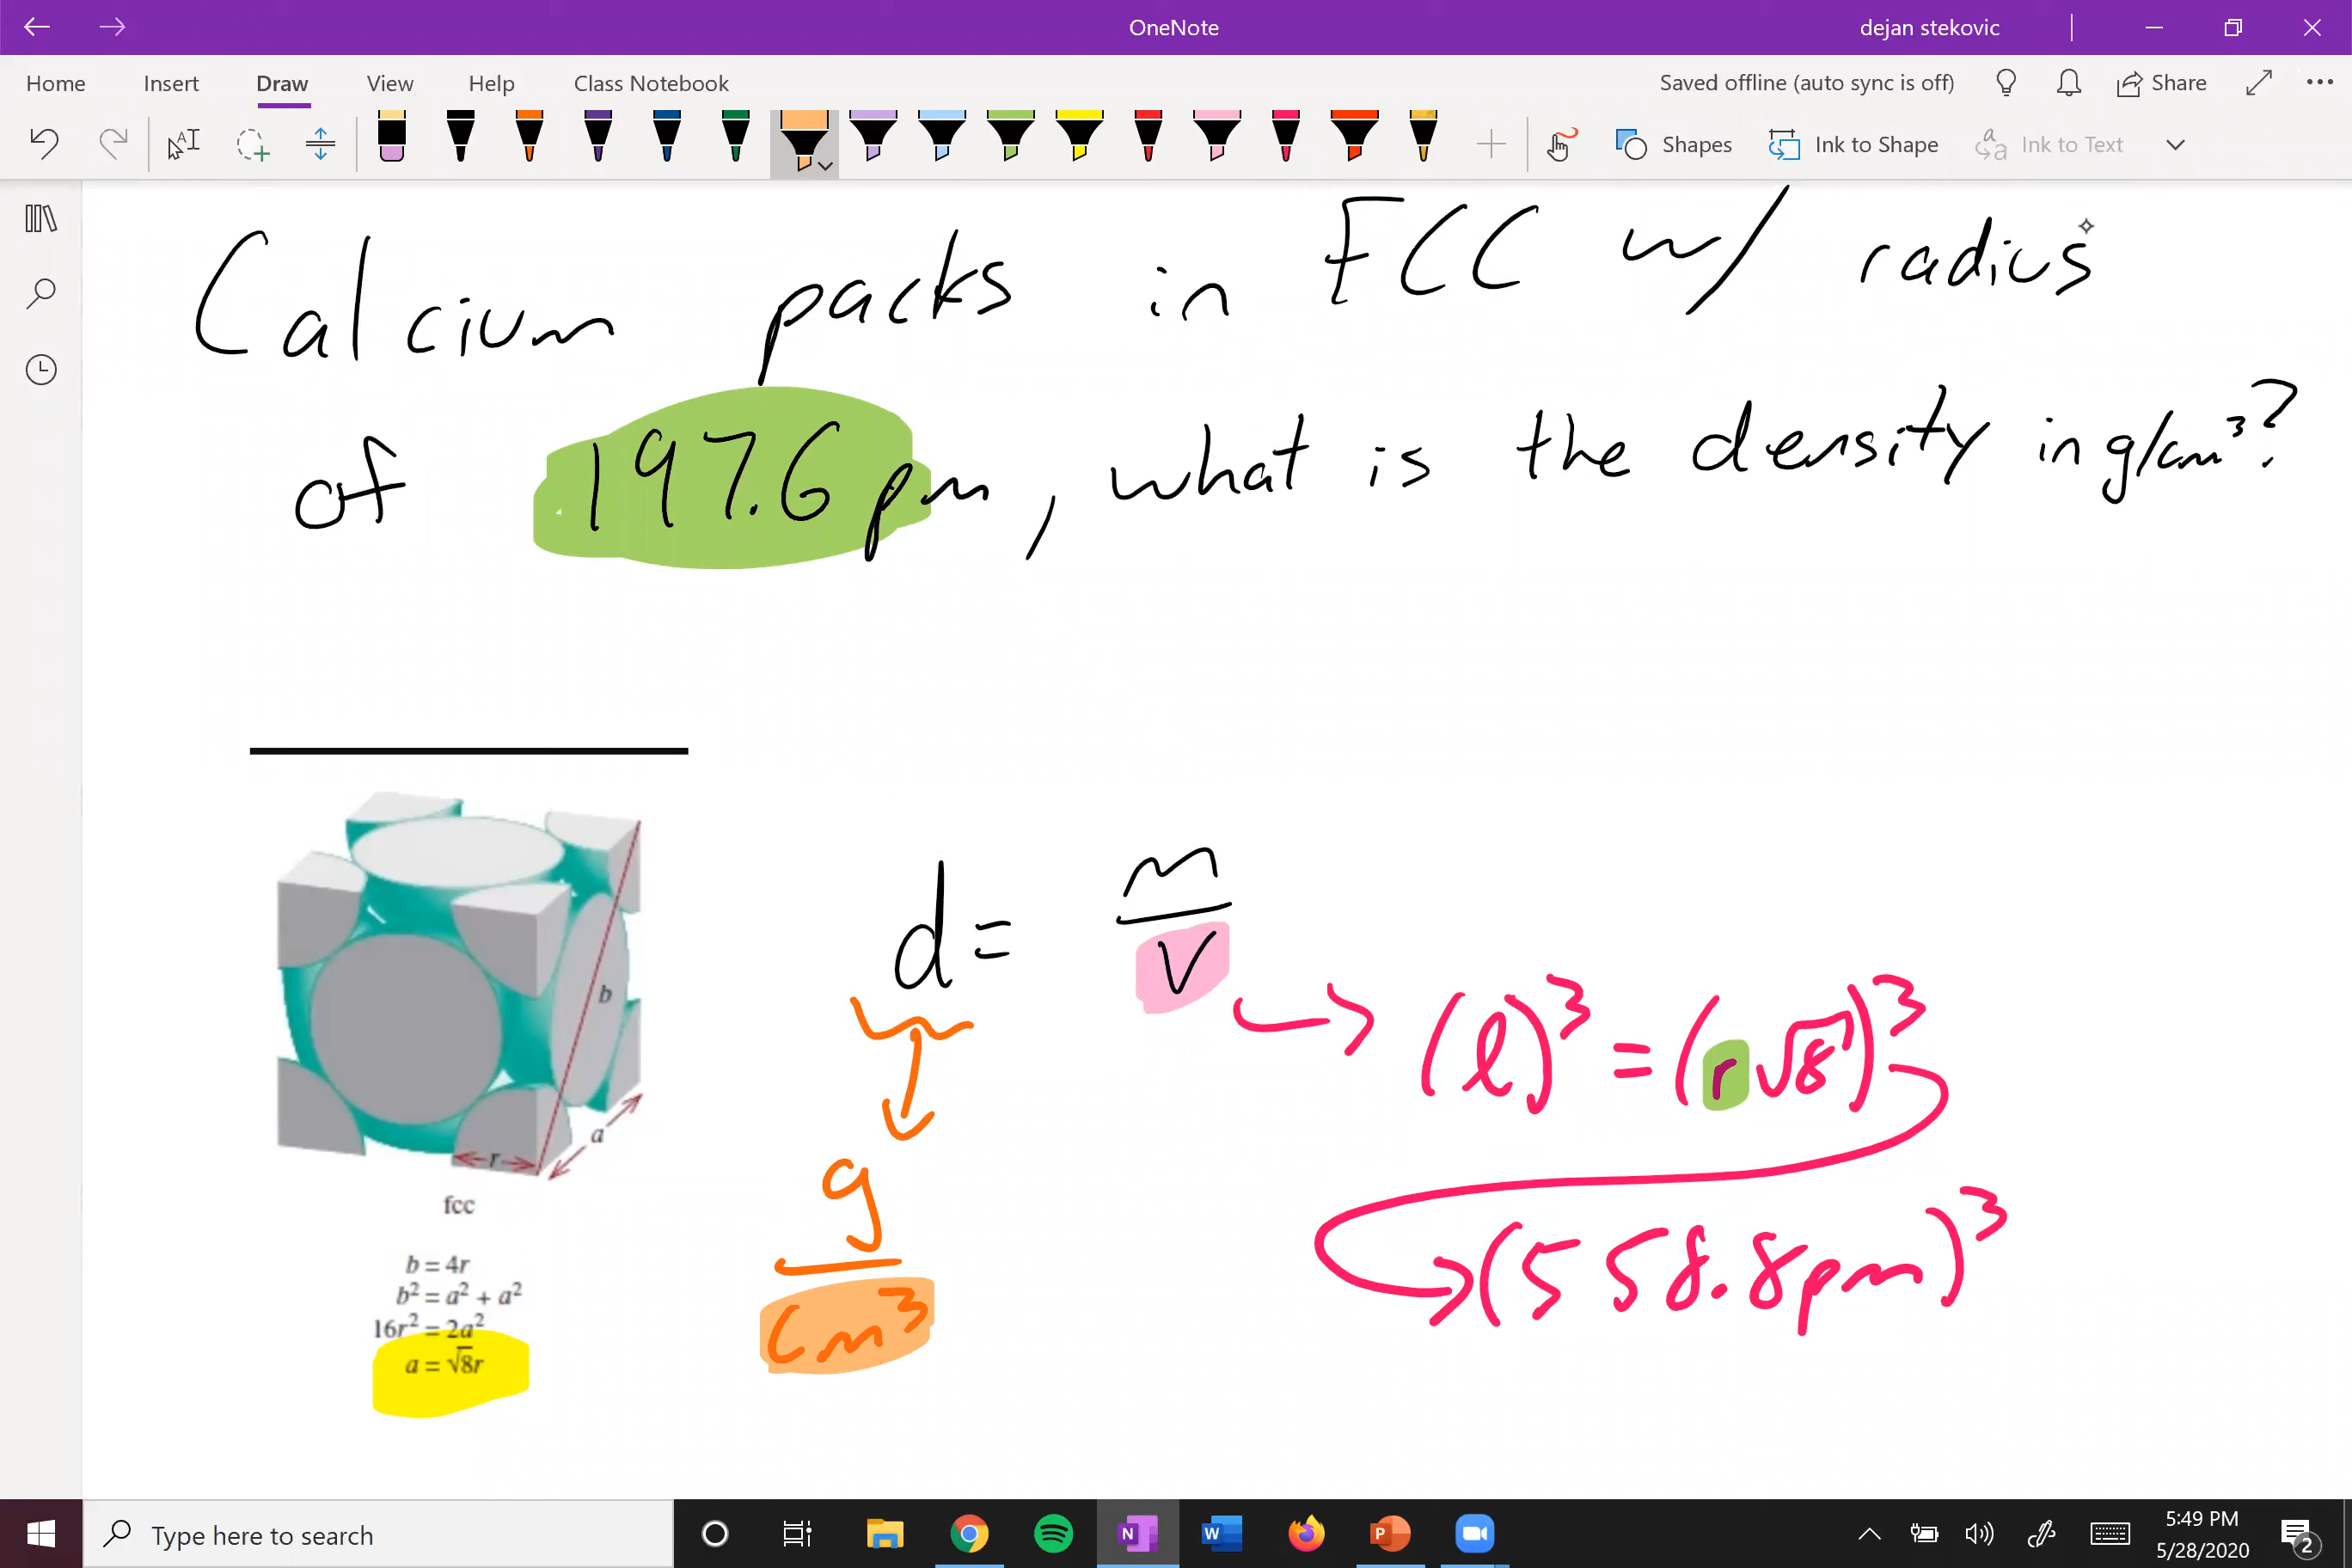 OneNote
dejan stekovic
Home Insert Draw View Help Class Notebook
Saved offline (auto sync is off) Share
Shapes Ink to Shape Ink to Text
Calcium packs in FCC w/ radius
of 197.6 pm, what is the density in g/cm³?
d = m/V
→ (l)³ = (r√8)³
→ (558.8pm)³
g/cm³
b
a
r
fcc
b = 4r
b² = a² + a²
16r² = 2a²
a = √8r
Type here to search
5:49 PM
5/28/2020
2